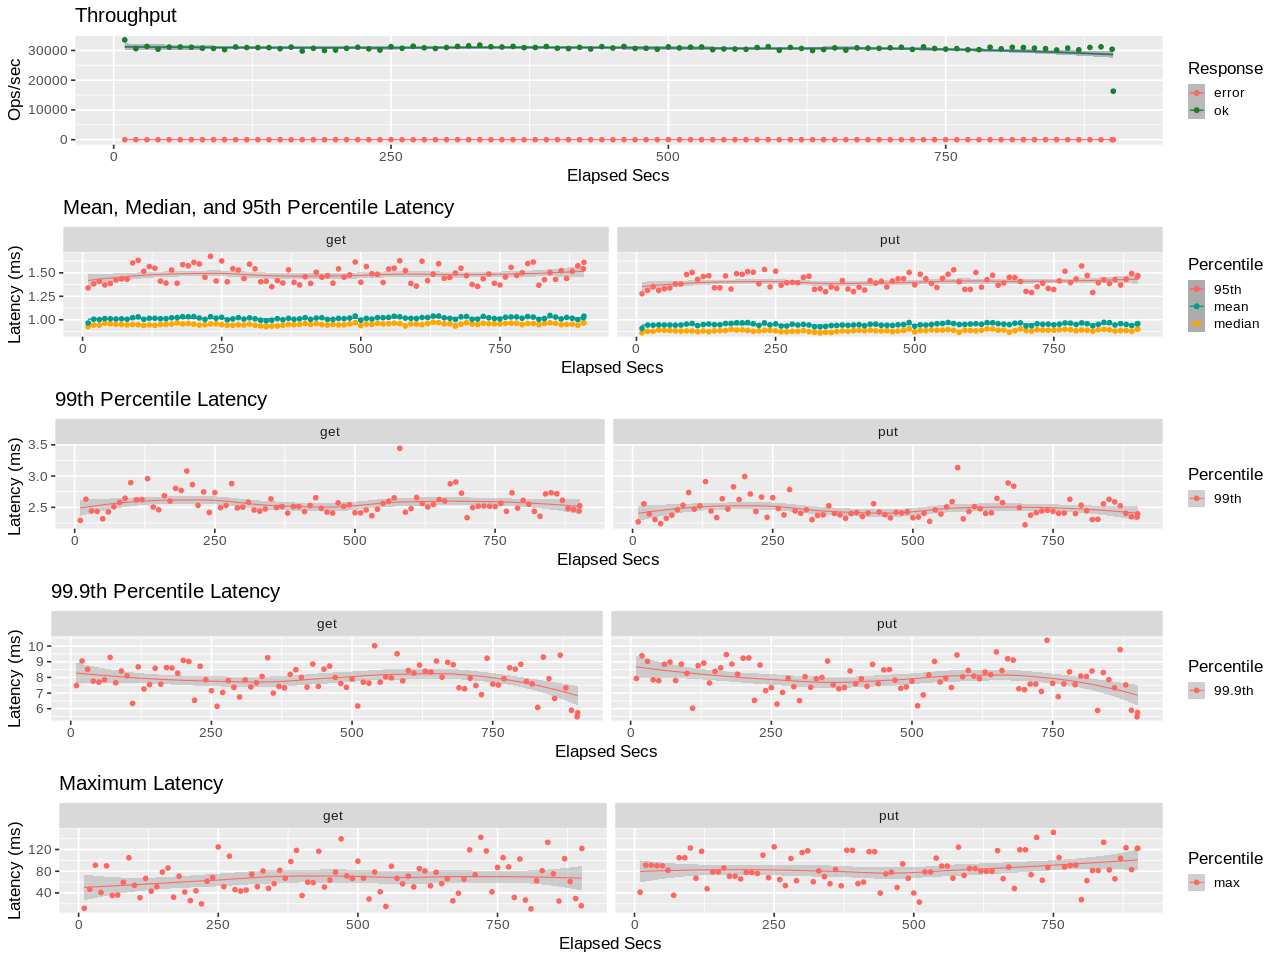 Throughput
Ops/sec
30000
20000
10000
0
0 250 500 750
Elapsed Secs
Response
error
ok
Mean, Median, and 95th Percentile Latency
get put
Latency (ms)
1.50
1.25
1.00
0 250 500 750 0 250 500 750
Elapsed Secs
Percentile
95th
mean
median
99th Percentile Latency
get put
Latency (ms)
3.5
3.0
2.5
0 250 500 750 0 250 500 750
Elapsed Secs
Percentile
99th
99.9th Percentile Latency
get put
Latency (ms)
10
9
8
7
6
0 250 500 750 0 250 500 750
Elapsed Secs
Percentile
99.9th
Maximum Latency
get put
Latency (ms)
120
80
40
0 250 500 750 0 250 500 750
Elapsed Secs
Percentile
max